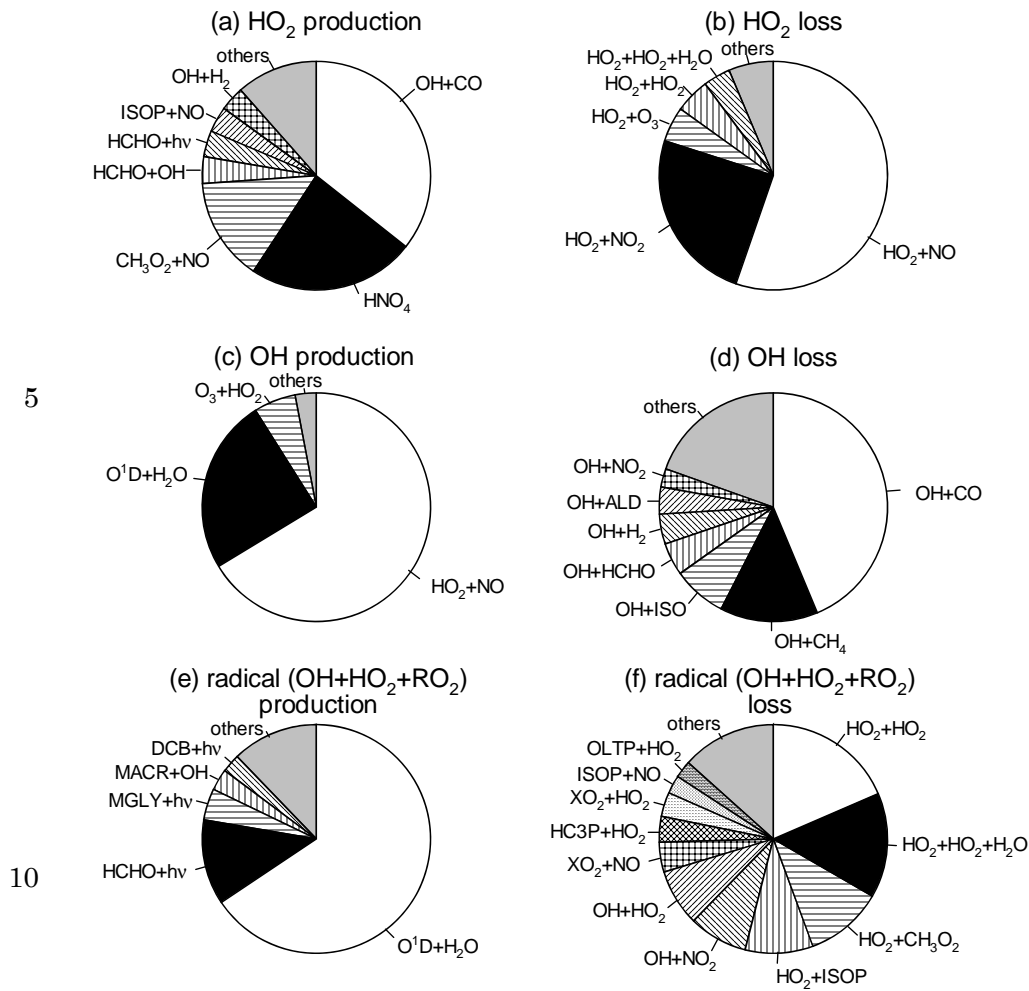 (a) HO₂ production
others
OH+H₂
ISOP+NO
HCHO+hν
HCHO+OH
CH₃O₂+NO
HNO₄
OH+CO
(b) HO₂ loss
others
HO₂+HO₂+H₂O
HO₂+HO₂
HO₂+O₃
HO₂+NO₂
HO₂+NO
5
(c) OH production
others
O₃+HO₂
O¹D+H₂O
HO₂+NO
(d) OH loss
others
OH+NO₂
OH+ALD
OH+H₂
OH+HCHO
OH+ISO
OH+CH₄
OH+CO
10
(e) radical (OH+HO₂+RO₂)
production
others
DCB+hν
MACR+OH
MGLY+hν
HCHO+hν
O¹D+H₂O
(f) radical (OH+HO₂+RO₂)
loss
others
OLTP+HO₂
ISOP+NO
XO₂+HO₂
HC3P+HO₂
XO₂+NO
OH+HO₂
OH+NO₂
HO₂+ISOP
HO₂+CH₃O₂
HO₂+HO₂+H₂O
HO₂+HO₂